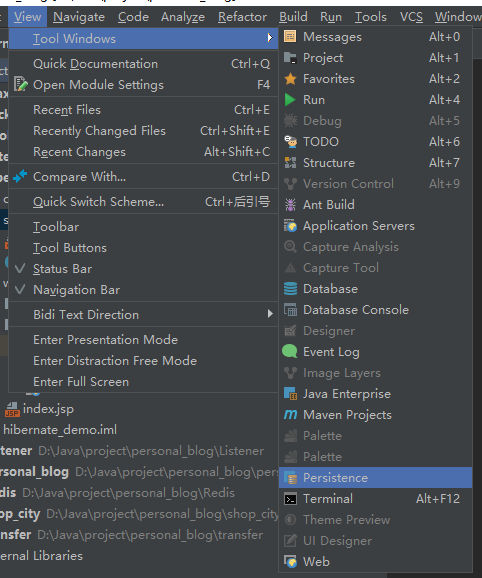 View Navigate Code Analyze Refactor Build Run Tools VCS Window
Tool Windows
Quick Documentation Ctrl+Q
Open Module Settings F4
Recent Files Ctrl+E
Recently Changed Files Ctrl+Shift+E
Recent Changes Alt+Shift+C
Compare With... Ctrl+D
Quick Switch Scheme... Ctrl+后引号
Toolbar
Tool Buttons
Status Bar
Navigation Bar
Bidi Text Direction
Enter Presentation Mode
Enter Distraction Free Mode
Enter Full Screen
Messages Alt+0
Project Alt+1
Favorites Alt+2
Run Alt+4
Debug Alt+5
TODO Alt+6
Structure Alt+7
Version Control Alt+9
Ant Build
Application Servers
Capture Analysis
Capture Tool
Database
Database Console
Designer
Event Log
Image Layers
Java Enterprise
Maven Projects
Palette
Palette
Persistence
Terminal Alt+F12
Theme Preview
UI Designer
Web
index.jsp
hibernate_demo.iml
stener D:\Java\project\personal_blog\Listener
ersonal_blog D:\Java\project\personal_blog\pers
dis D:\Java\project\personal_blog\Redis
op_city D:\Java\project\personal_blog\shop_city
nsfer D:\Java\project\personal_blog\transfer
ernal Libraries